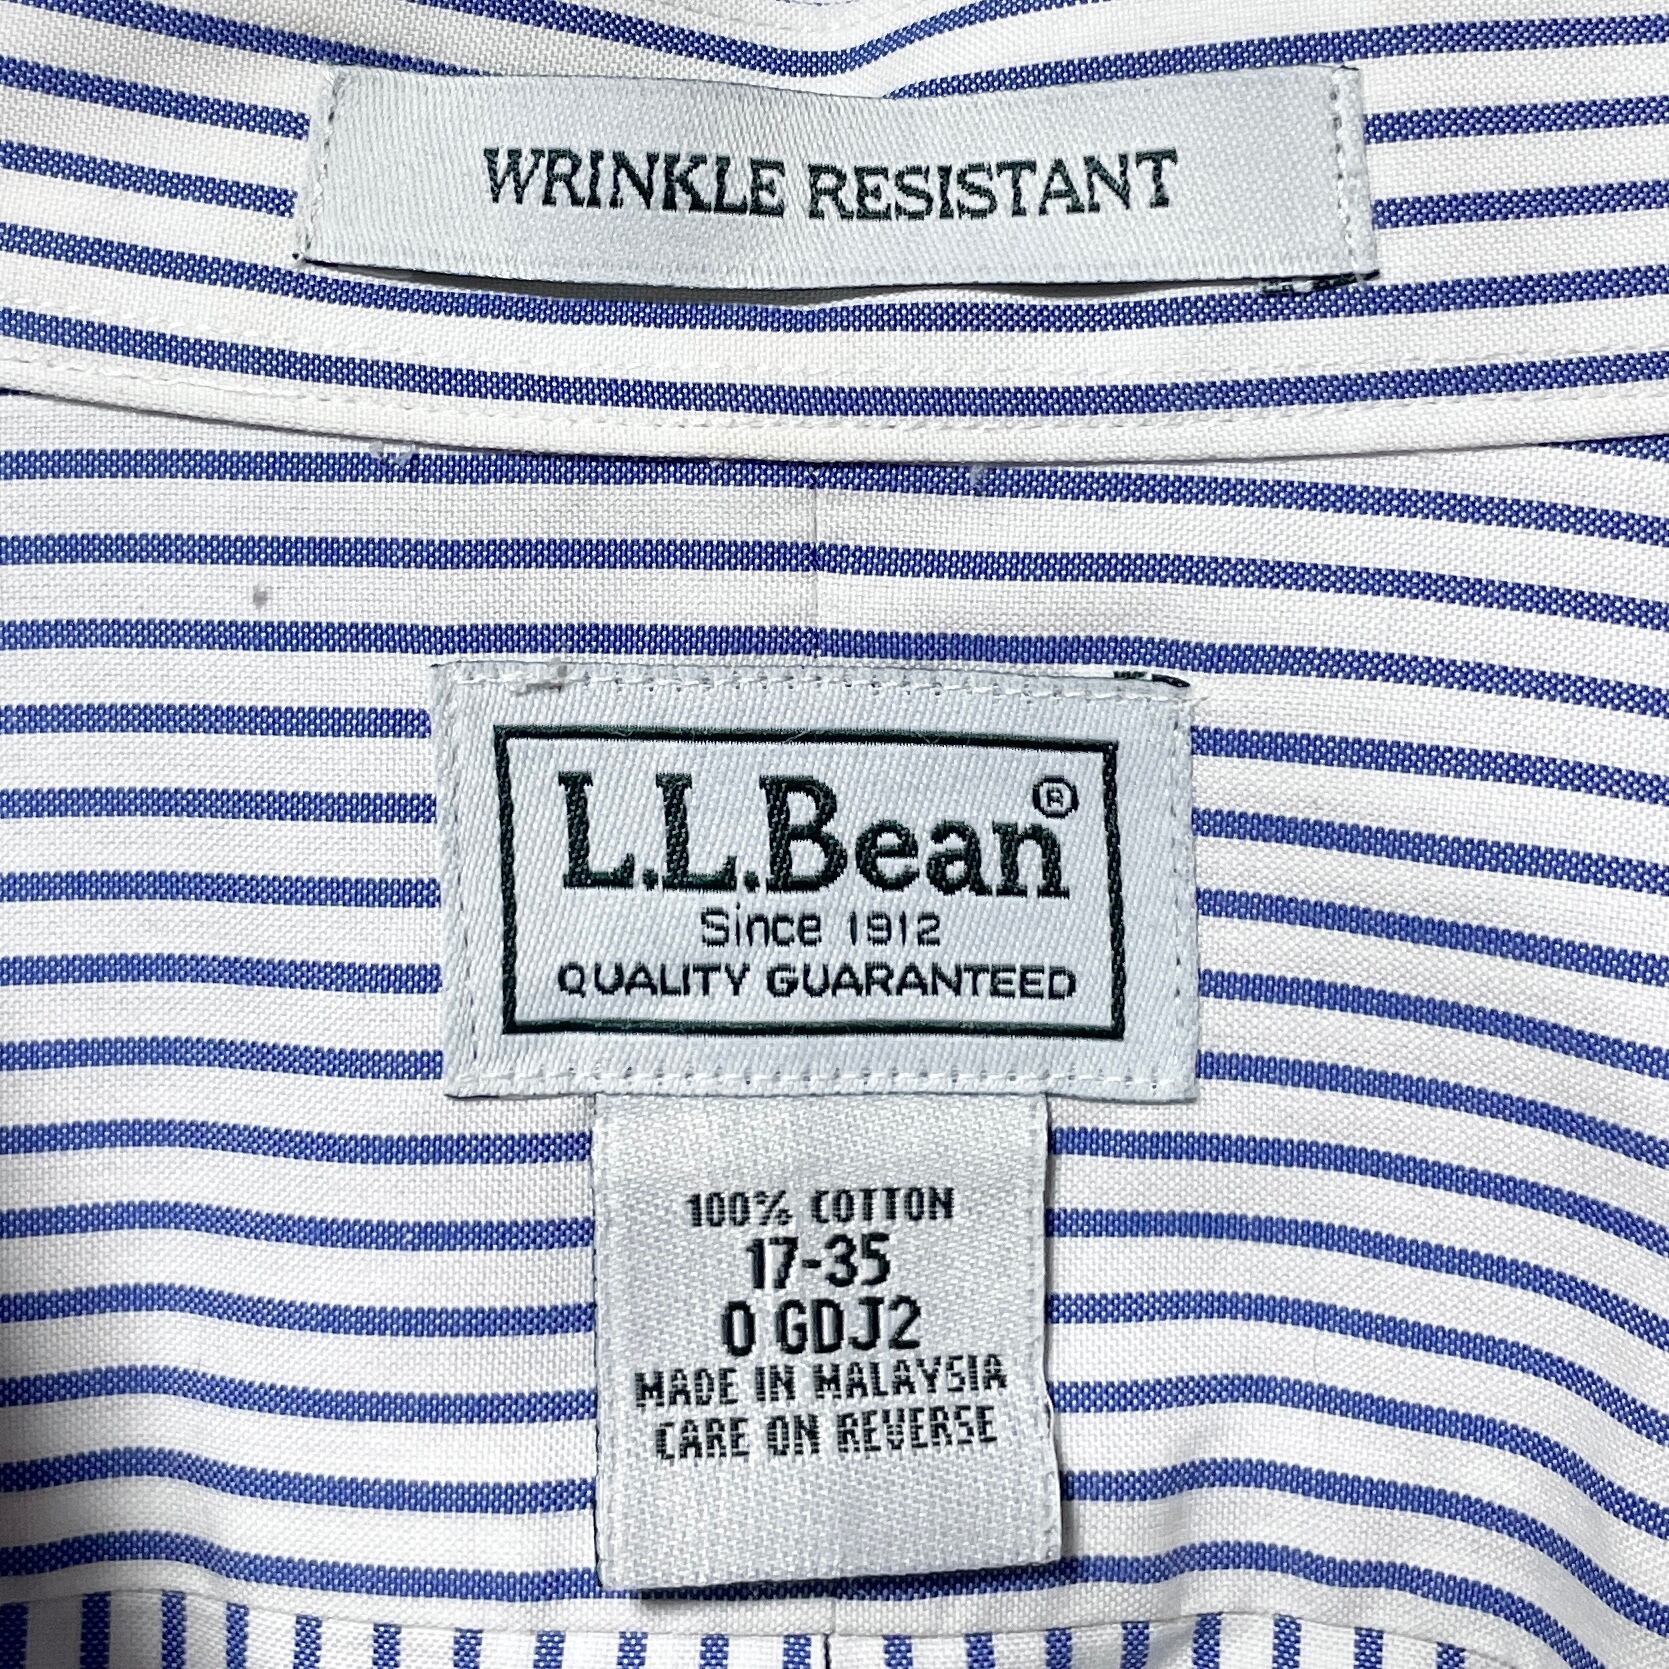 WRINKLE RESISTANT
L.L.Bean®
Since 1912
QUALITY GUARANTEED
100% COTTON
17-35
0 GDJ2
MADE IN MALAYSIA
CARE ON REVERSE